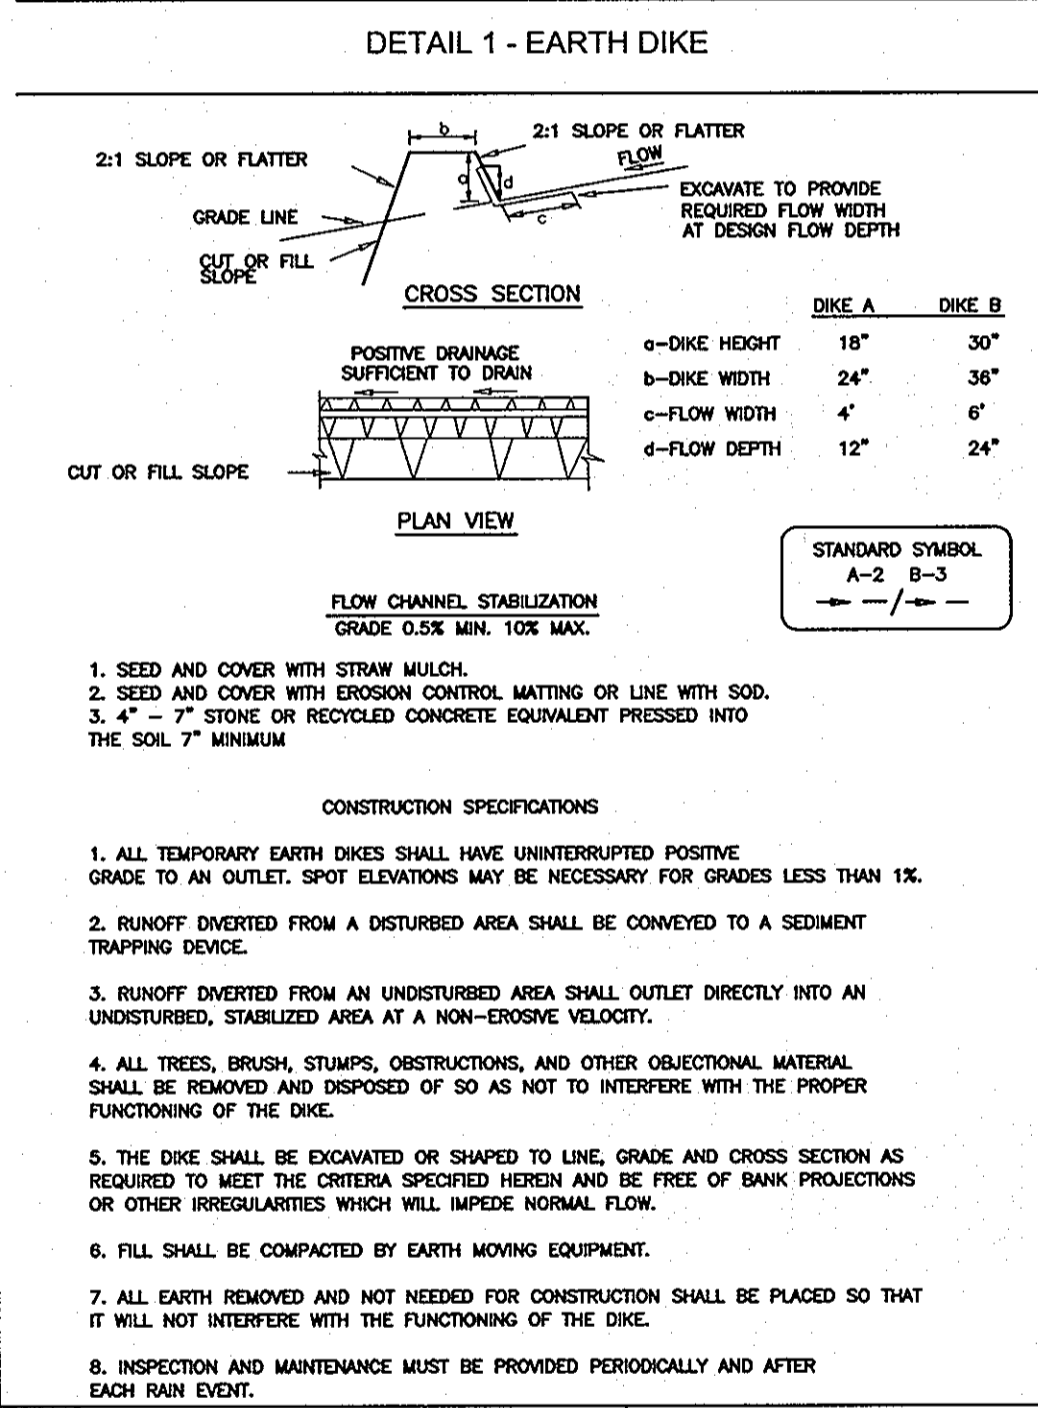 DETAIL 1 - EARTH DIKE
b
2:1 SLOPE OR FLATTER
2:1 SLOPE OR FLATTER
FLOW
a
d
EXCAVATE TO PROVIDE
REQUIRED FLOW WIDTH
AT DESIGN FLOW DEPTH
GRADE LINE
c
CUT OR FILL
SLOPE
CROSS SECTION
DIKE A DIKE B
a-DIKE HEIGHT 18" 30"
b-DIKE WIDTH 24" 36"
c-FLOW WIDTH 4' 6'
d-FLOW DEPTH 12" 24"
POSITIVE DRAINAGE
SUFFICIENT TO DRAIN
CUT OR FILL SLOPE
PLAN VIEW
STANDARD SYMBOL
A-2 B-3
FLOW CHANNEL STABILIZATION
GRADE 0.5% MIN. 10% MAX.
1. SEED AND COVER WITH STRAW MULCH.
2. SEED AND COVER WITH EROSION CONTROL MATTING OR LINE WITH SOD.
3. 4" - 7" STONE OR RECYCLED CONCRETE EQUIVALENT PRESSED INTO
THE SOIL 7" MINIMUM
CONSTRUCTION SPECIFICATIONS
1. ALL TEMPORARY EARTH DIKES SHALL HAVE UNINTERRUPTED POSITIVE
GRADE TO AN OUTLET. SPOT ELEVATIONS MAY BE NECESSARY FOR GRADES LESS THAN 1%.
2. RUNOFF DIVERTED FROM A DISTURBED AREA SHALL BE CONVEYED TO A SEDIMENT
TRAPPING DEVICE.
3. RUNOFF DIVERTED FROM AN UNDISTURBED AREA SHALL OUTLET DIRECTLY INTO AN
UNDISTURBED, STABILIZED AREA AT A NON-EROSIVE VELOCITY.
4. ALL TREES, BRUSH, STUMPS, OBSTRUCTIONS, AND OTHER OBJECTIONAL MATERIAL
SHALL BE REMOVED AND DISPOSED OF SO AS NOT TO INTERFERE WITH THE PROPER
FUNCTIONING OF THE DIKE.
5. THE DIKE SHALL BE EXCAVATED OR SHAPED TO LINE, GRADE AND CROSS SECTION AS
REQUIRED TO MEET THE CRITERIA SPECIFIED HEREIN AND BE FREE OF BANK PROJECTIONS
OR OTHER IRREGULARITIES WHICH WILL IMPEDE NORMAL FLOW.
6. FILL SHALL BE COMPACTED BY EARTH MOVING EQUIPMENT.
7. ALL EARTH REMOVED AND NOT NEEDED FOR CONSTRUCTION SHALL BE PLACED SO THAT
IT WILL NOT INTERFERE WITH THE FUNCTIONING OF THE DIKE.
8. INSPECTION AND MAINTENANCE MUST BE PROVIDED PERIODICALLY AND AFTER
EACH RAIN EVENT.